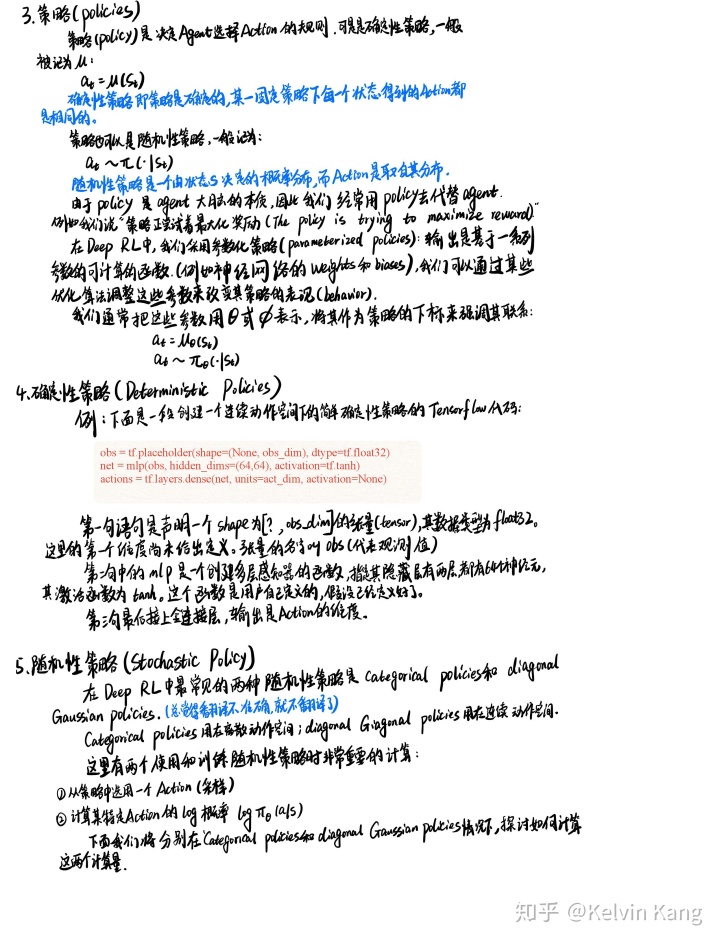 3.策略(policies)
策略(policy)是决定Agent选择Action的规则.可是是确定性策略,一般
被记为μ:
at = μ(St)
确定性策略即策略是确定的,某一固定策略下每一个状态得到的Action都
是相同的。
策略也可以是随机性策略,一般记为:
at ~ π(·|St)
随机性策略是一个由状态S决定的概率分布,而Action是取自其分布.
由于policy是agent大脑的本质,因此我们经常用policy去代替agent.
例如我们说"策略正尝试着最大化奖励(The policy is trying to maximize reward)"
在Deep RL中,我们采用参数化策略(parameterized policies):输出是基于一系列
参数的可计算的函数.(例如神经网络的weights和biases),我们可以通过某些
优化算法调整这些参数来改变其策略的表现(behavior).
我们通常把这些参数用θ或φ表示,将其作为策略的下标来强调其联系:
at = μθ(St)
at ~ πθ(·|St)
4.确定性策略(Deterministic Policies)
例:下面是一段创建一个连续动作空间下的简单确定性策略的Tensorflow代码:
obs = tf.placeholder(shape=(None, obs_dim), dtype=tf.float32)
net = mlp(obs, hidden_dims=(64,64), activation=tf.tanh)
actions = tf.layers.dense(net, units=act_dim, activation=None)
第一句语句是声明一个shape为[?,obs_dim]的张量(tensor),其数据类型为float32。
这里的第一个维度尚未给出定义。张量的名字叫obs(代表观测值)
第二句中的mlp是一个创建多层感知器的函数,指定其隐藏层有两层,都有64个神经元,
其激活函数为tanh。这个函数是用户自己定义的,假设已经定义好了。
第三句最后接上全连接层,输出是Action的维度。
5.随机性策略(Stochastic Policy)
在Deep RL中最常见的两种随机性策略是Categorical policies和diagonal
Gaussian policies.(总觉得翻译不准确,就不翻译了)
Categorical policies用在离散动作空间;diagonal Giagonal policies用在连续动作空间.
这里有两个使用和训练随机性策略时非常重要的计算:
①从策略中选用一个Action(采样)
②计算某特定Action的log概率 log πθ(a|s)
下面我们将分别在Categorical policies和diagonal Gaussian policies情况下,探讨如何计算
这两个计算量.
知乎 @Kelvin Kang